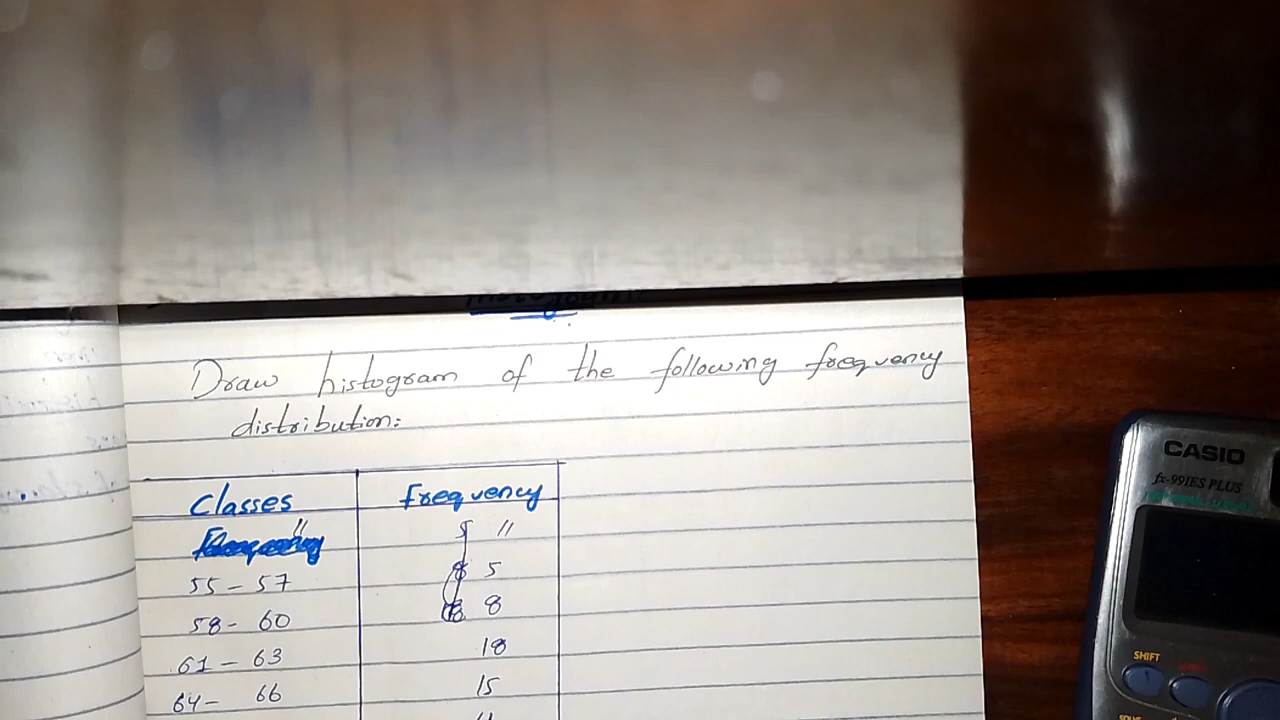 Draw histogram of the following frequency
distribution:
Classes Frequency
" 5 "
55 - 57 5
58 - 60 8
61 - 63 18
64 - 66 15
CASIO
fx-991ES PLUS
SHIFT